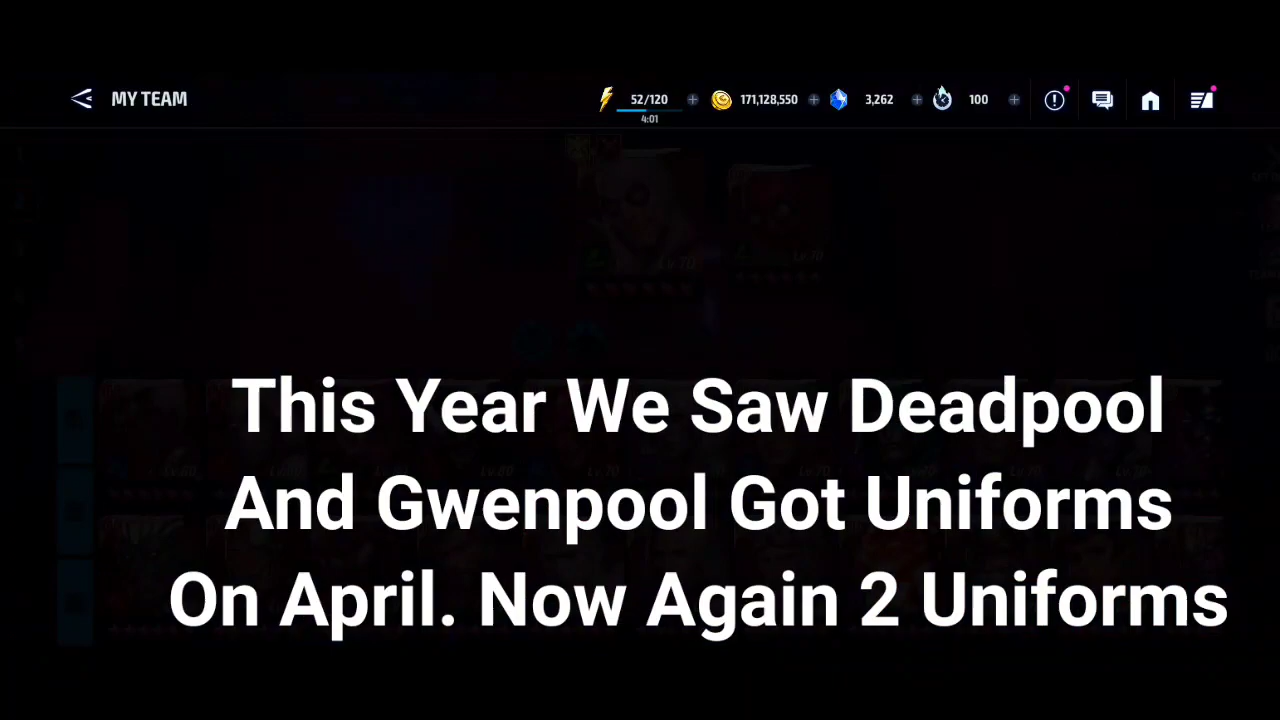 MY TEAM
52/120
4:01
171,128,550
3,262
100
This Year We Saw Deadpool
And Gwenpool Got Uniforms
On April. Now Again 2 Uniforms